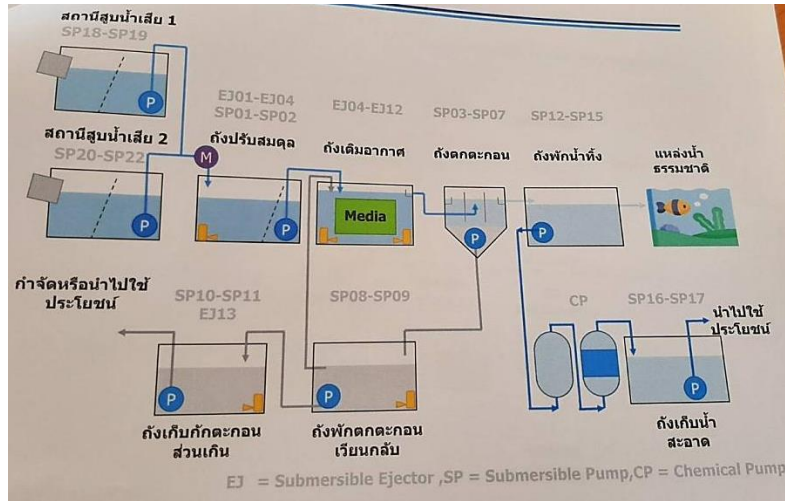 สถานีสูบน้ำเสีย 1
SP18-SP19
P
สถานีสูบน้ำเสีย 2
SP20-SP22
P
M
EJ01-EJ04
SP01-SP02
ถังปรับสมดุล
P
EJ04-EJ12
ถังเติมอากาศ
Media
SP03-SP07
ถังตกตะกอน
P
SP12-SP15
ถังพักน้ำทิ้ง
P
แหล่งน้ำ
ธรรมชาติ
กำจัดหรือนำไปใช้
ประโยชน์
SP10-SP11
EJ13
P
ถังเก็บกักตะกอน
ส่วนเกิน
SP08-SP09
P
ถังพักตกตะกอน
เวียนกลับ
CP
SP16-SP17
P
นำไปใช้
ประโยชน์
ถังเก็บน้ำ
สะอาด
EJ = Submersible Ejector ,SP = Submersible Pump,CP = Chemical Pump